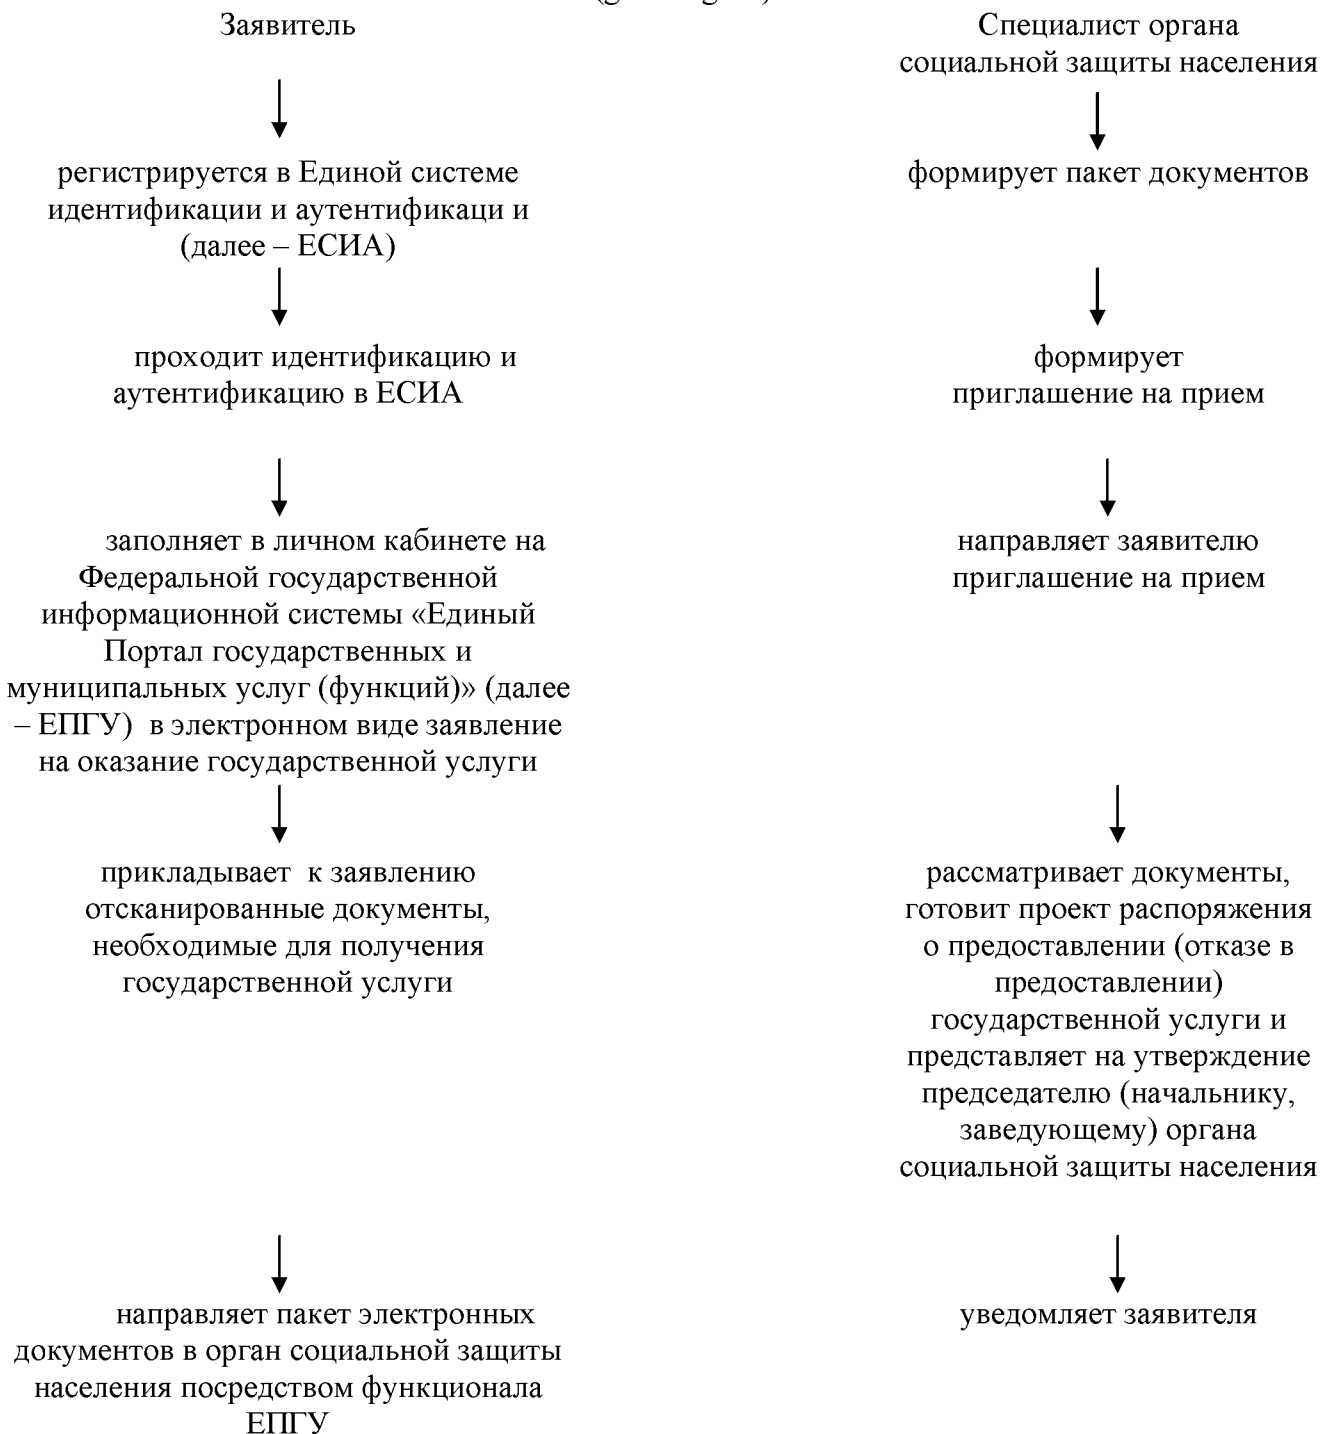 Заявитель
регистрируется в Единой системе
идентификации и аутентификаци и
(далее – ЕСИА)
проходит идентификацию и
аутентификацию в ЕСИА
заполняет в личном кабинете на
Федеральной государственной
информационной системы «Единый
Портал государственных и
муниципальных услуг (функций)» (далее
– ЕПГУ) в электронном виде заявление
на оказание государственной услуги
прикладывает к заявлению
отсканированные документы,
необходимые для получения
государственной услуги
направляет пакет электронных
документов в орган социальной защиты
населения посредством функционала
ЕПГУ
Специалист органа
социальной защиты населения
формирует пакет документов
формирует
приглашение на прием
направляет заявителю
приглашение на прием
рассматривает документы,
готовит проект распоряжения
о предоставлении (отказе в
предоставлении)
государственной услуги и
представляет на утверждение
председателю (начальнику,
заведующему) органа
социальной защиты населения
уведомляет заявителя